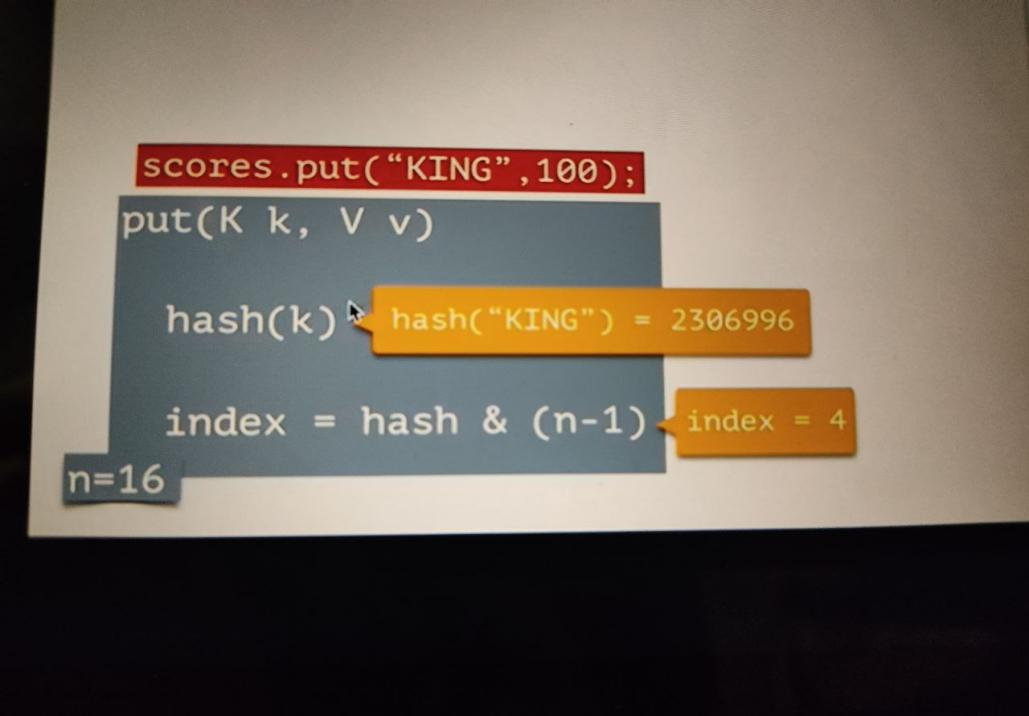 scores.put(“KING”,100);
put(K k, V v)
hash(k)
hash(“KING”) = 2306996
index = hash & (n-1)
index = 4
n=16